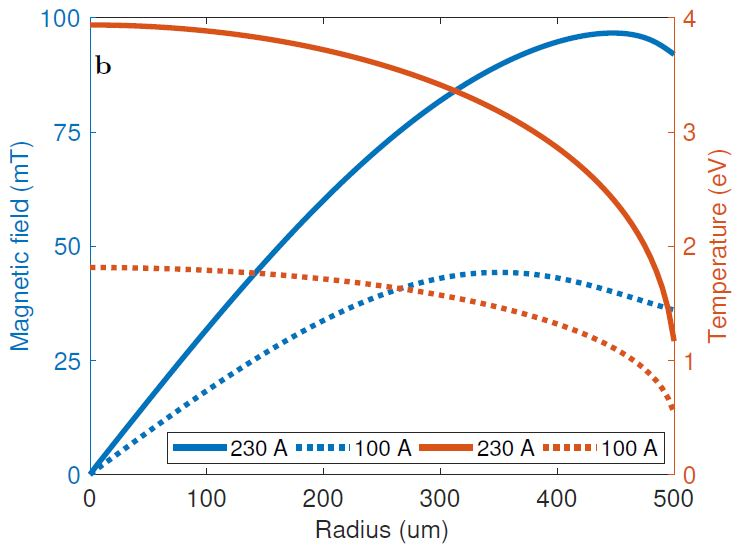 b
100
75
50
25
0
Magnetic field (mT)
4
3
2
1
0
Temperature (eV)
230 A 100 A 230 A 100 A
0 100 200 300 400 500
Radius (um)